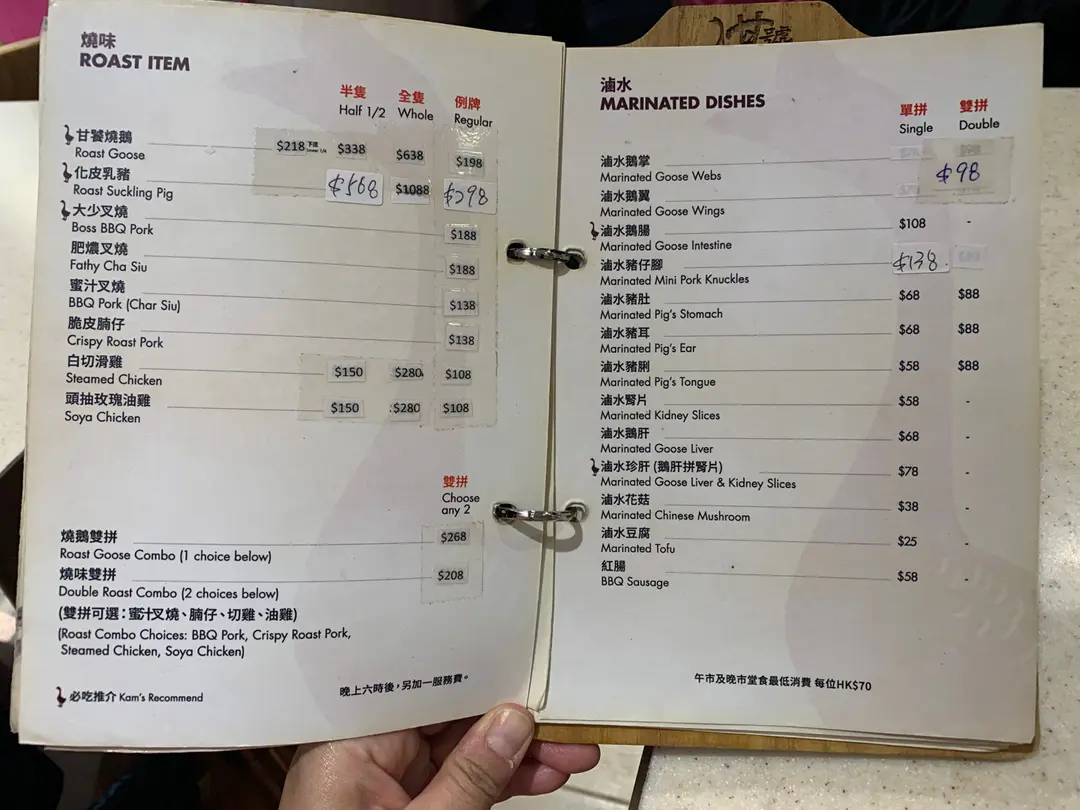 燒味
ROAST ITEM
半隻 全隻 例牌
Half 1/2 Whole Regular
甘饕燒鵝 $218 下庄 Lower 1/4 $338 $638 $198
Roast Goose
化皮乳豬 $568 $1088 $298
Roast Suckling Pig
大少叉燒 $188
Boss BBQ Pork
肥燶叉燒 $188
Fathy Cha Siu
蜜汁叉燒 $138
BBQ Pork (Char Siu)
脆皮腩仔 $138
Crispy Roast Pork
白切滑雞 $150 $280 $108
Steamed Chicken
頭抽玫瑰油雞 $150 $280 $108
Soya Chicken
雙拼
Choose
any 2
燒鵝雙拼 $268
Roast Goose Combo (1 choice below)
燒味雙拼 $208
Double Roast Combo (2 choices below)
(雙拼可選：蜜汁叉燒、腩仔、切雞、油雞)
(Roast Combo Choices: BBQ Pork, Crispy Roast Pork,
Steamed Chicken, Soya Chicken)
必吃推介 Kam's Recommend
晚上六時後，另加一服務費。
滷水
MARINATED DISHES
單拼 雙拼
Single Double
滷水鵝掌 $98
Marinated Goose Webs
滷水鵝翼 -
Marinated Goose Wings
滷水鵝腸 $108 -
Marinated Goose Intestine
滷水豬仔腳 $138
Marinated Mini Pork Knuckles
滷水豬肚 $68 $88
Marinated Pig's Stomach
滷水豬耳 $68 $88
Marinated Pig's Ear
滷水豬脷 $58 $88
Marinated Pig's Tongue
滷水腎片 $58 -
Marinated Kidney Slices
滷水鵝肝 $68 -
Marinated Goose Liver
滷水珍肝 (鵝肝拼腎片) $78 -
Marinated Goose Liver & Kidney Slices
滷水花菇 $38 -
Marinated Chinese Mushroom
滷水豆腐 $25 -
Marinated Tofu
紅腸 $58 -
BBQ Sausage
午市及晚市堂食最低消費 每位HK$70